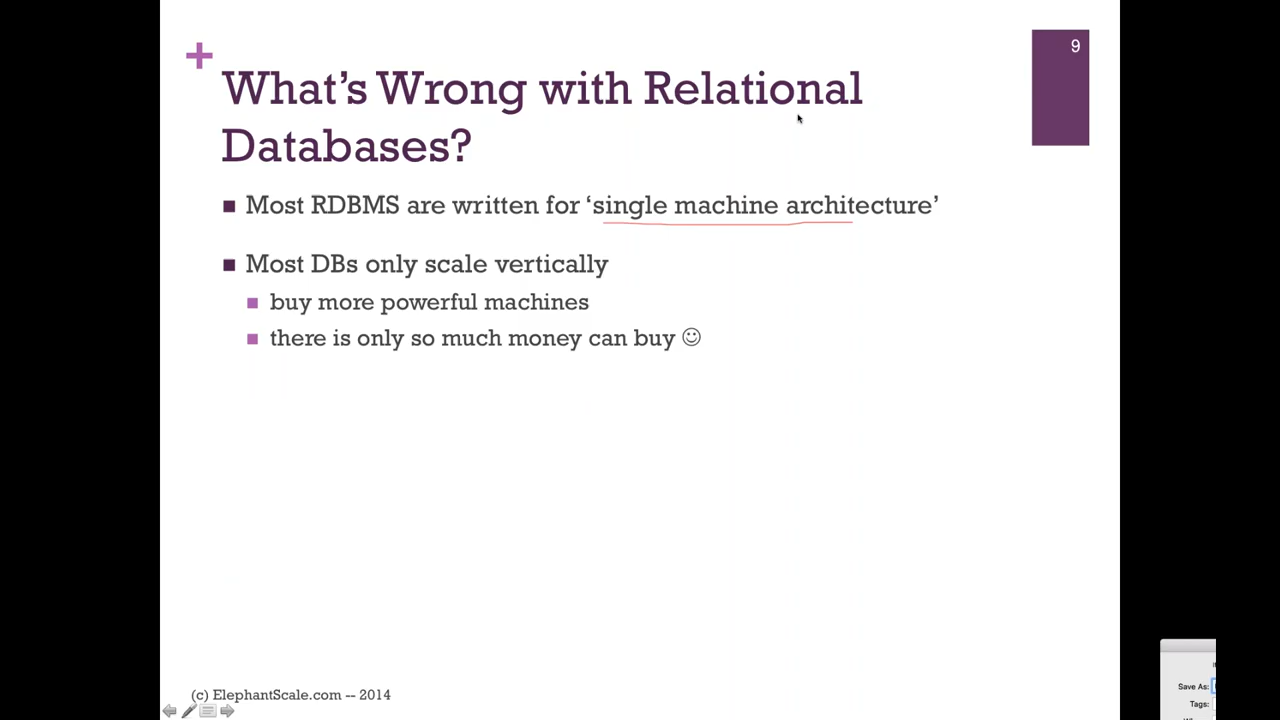 9
What's Wrong with Relational
Databases?
Most RDBMS are written for ‘single machine architecture’
Most DBs only scale vertically
buy more powerful machines
there is only so much money can buy ☺
(c) ElephantScale.com -- 2014
Save As:
Tags: